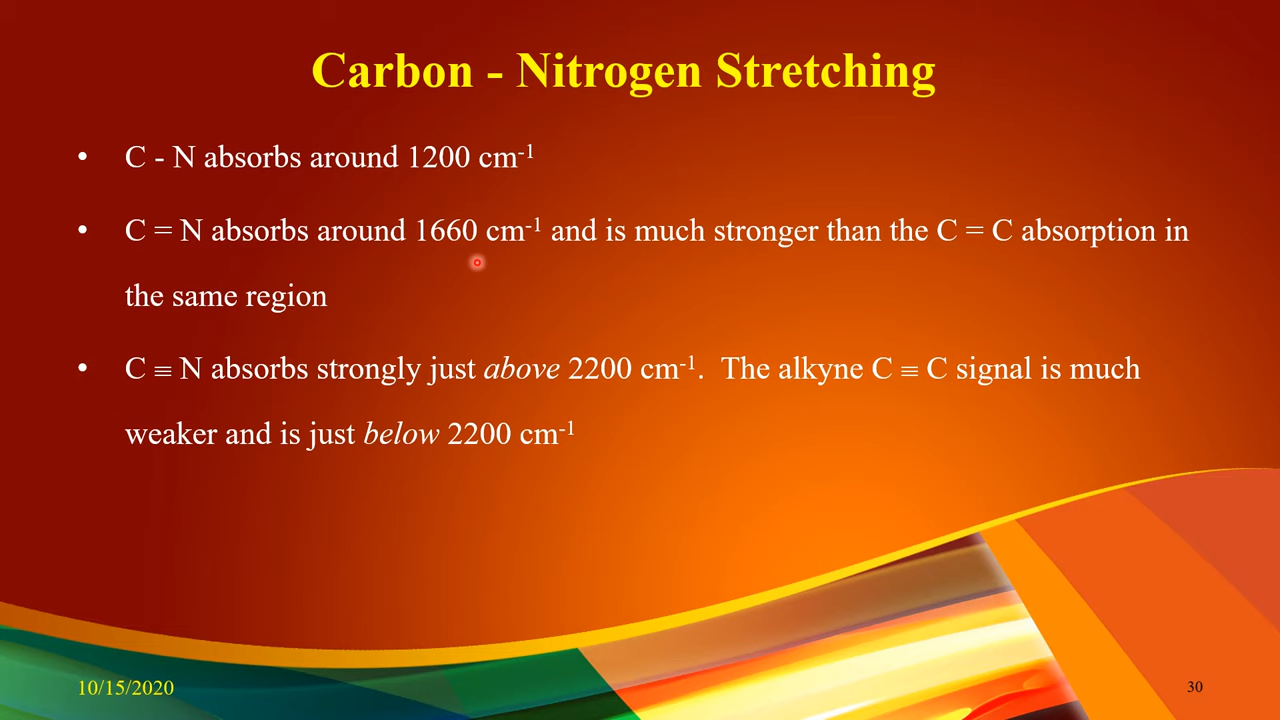 Carbon - Nitrogen Stretching
• C - N absorbs around 1200 cm⁻¹
• C = N absorbs around 1660 cm⁻¹ and is much stronger than the C = C absorption in
the same region
• C ≡ N absorbs strongly just above 2200 cm⁻¹. The alkyne C ≡ C signal is much
weaker and is just below 2200 cm⁻¹
10/15/2020
30